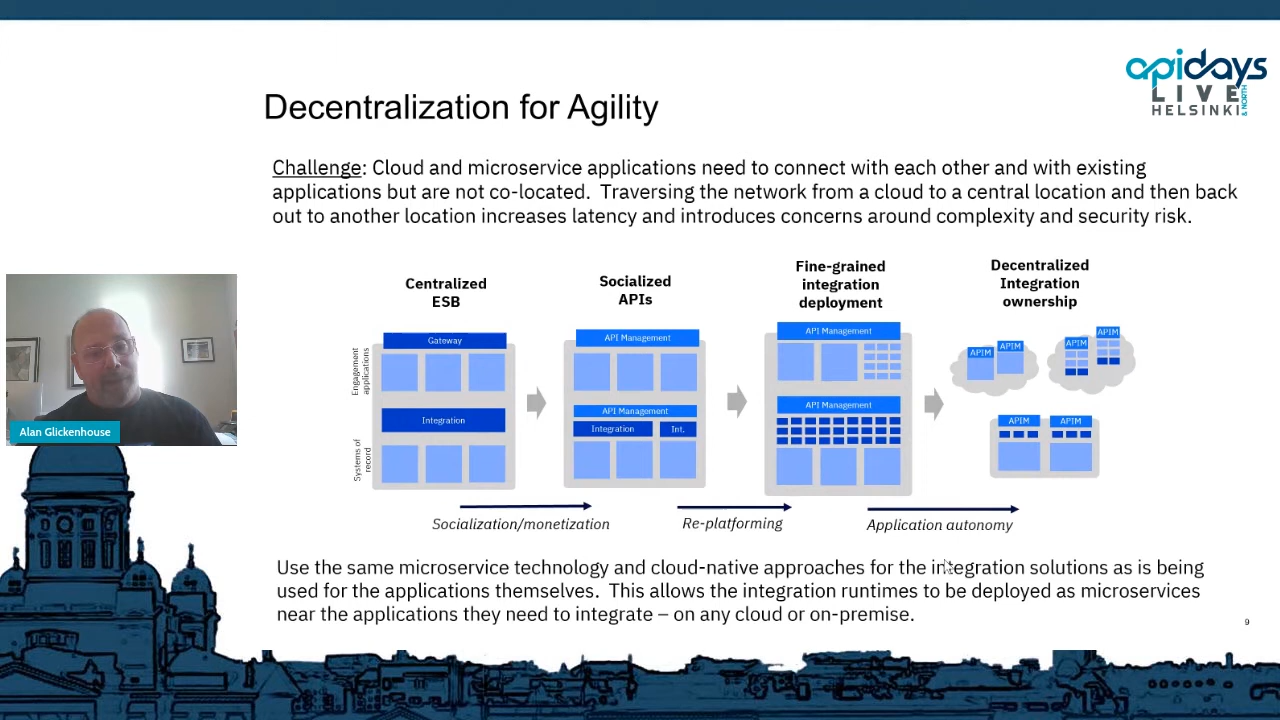 apidays
LIVE
HELSINKI
& NORTH
Decentralization for Agility
Challenge: Cloud and microservice applications need to connect with each other and with existing
applications but are not co-located.  Traversing the network from a cloud to a central location and then back
out to another location increases latency and introduces concerns around complexity and security risk.
Centralized
ESB
Socialized
APIs
Fine-grained
integration
deployment
Decentralized
Integration
ownership
Engagement
applications
Systems of
record
Gateway
Integration
API Management
API Management
Integration
Int.
API Management
API Management
APIM
APIM
APIM
APIM
APIM
APIM
Socialization/monetization
Re-platforming
Application autonomy
Alan Glickenhouse
Use the same microservice technology and cloud-native approaches for the integration solutions as is being
used for the applications themselves.  This allows the integration runtimes to be deployed as microservices
near the applications they need to integrate – on any cloud or on-premise.
9